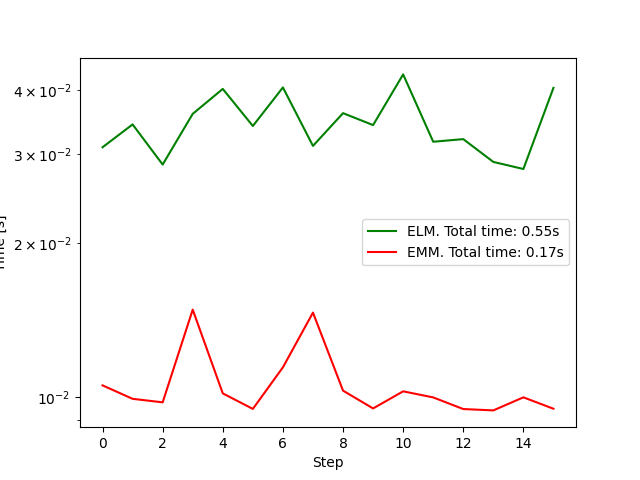 4 × 10⁻²
3 × 10⁻²
2 × 10⁻²
10⁻²
Time [s]
ELM. Total time: 0.55s
EMM. Total time: 0.17s
0 2 4 6 8 10 12 14
Step